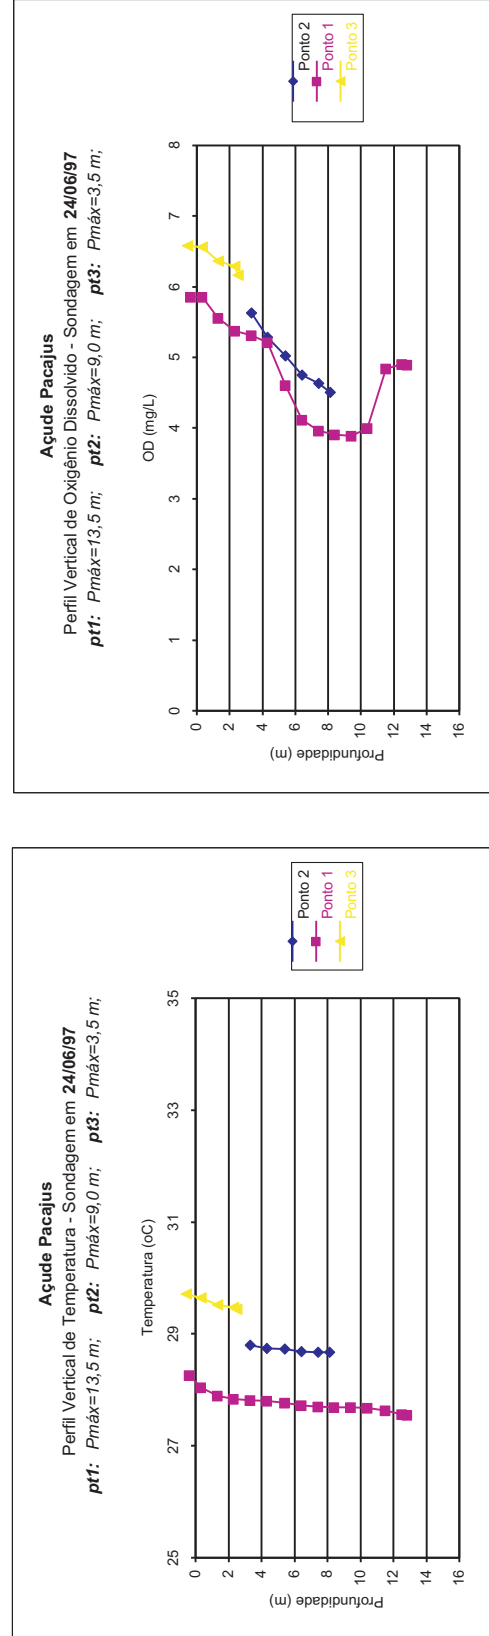 Açude Pacajus
Perfil Vertical de Temperatura - Sondagem em 24/06/97
pt1: Pmáx=13,5 m; pt2: Pmáx=9,0 m; pt3: Pmáx=3,5 m;
Temperatura (oC)
25 27 29 31 33 35
0
2
4
6
8
10
12
14
16
Profundidade (m)
Ponto 2
Ponto 1
Ponto 3
Açude Pacajus
Perfil Vertical de Oxigênio Dissolvido - Sondagem em 24/06/97
pt1: Pmáx=13,5 m; pt2: Pmáx=9,0 m; pt3: Pmáx=3,5 m;
OD (mg/L)
0 1 2 3 4 5 6 7 8
0
2
4
6
8
10
12
14
16
Profundidade (m)
Ponto 2
Ponto 1
Ponto 3